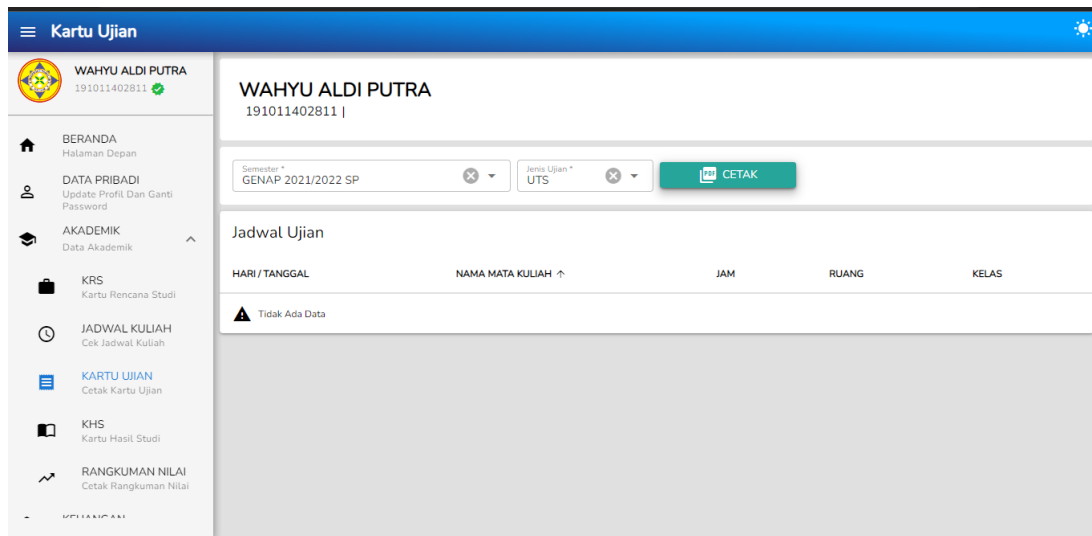 Kartu Ujian
WAHYU ALDI PUTRA
191011402811
BERANDA
Halaman Depan
DATA PRIBADI
Update Profil Dan Ganti
Password
AKADEMIK
Data Akademik
KRS
Kartu Rencana Studi
JADWAL KULIAH
Cek Jadwal Kuliah
KARTU UJIAN
Cetak Kartu Ujian
KHS
Kartu Hasil Studi
RANGKUMAN NILAI
Cetak Rangkuman Nilai
KEUANGAN
WAHYU ALDI PUTRA
191011402811 |
Semester *
GENAP 2021/2022 SP
Jenis Ujian *
UTS
PDF CETAK
Jadwal Ujian
HARI / TANGGAL NAMA MATA KULIAH ↑ JAM RUANG KELAS
Tidak Ada Data